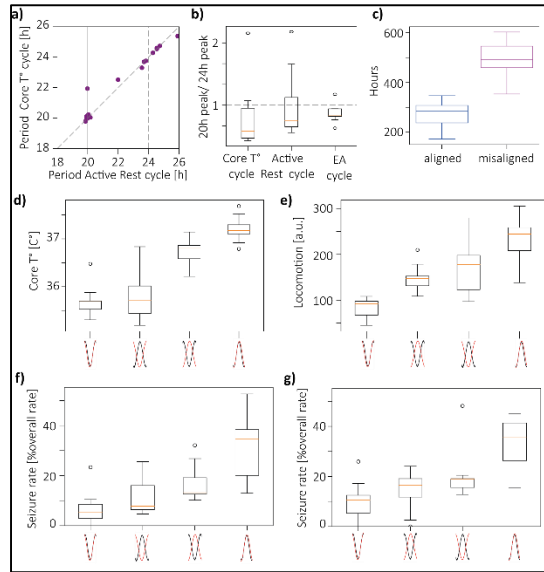 a)
Period Core T° cycle [h]
26
24
22
20
18
18 20 22 24 26
Period Active Rest cycle [h]
b)
20h peak/ 24h peak
2
1
Core T° Active EA
cycle Rest cycle cycle
c)
Hours
600
400
200
aligned misaligned
d)
Core T° [C°]
37
36
e)
Locomotion [a.u.]
300
200
100
f)
Seizure rate [%overall rate]
40
20
0
g)
Seizure rate [%overall rate]
40
20
0